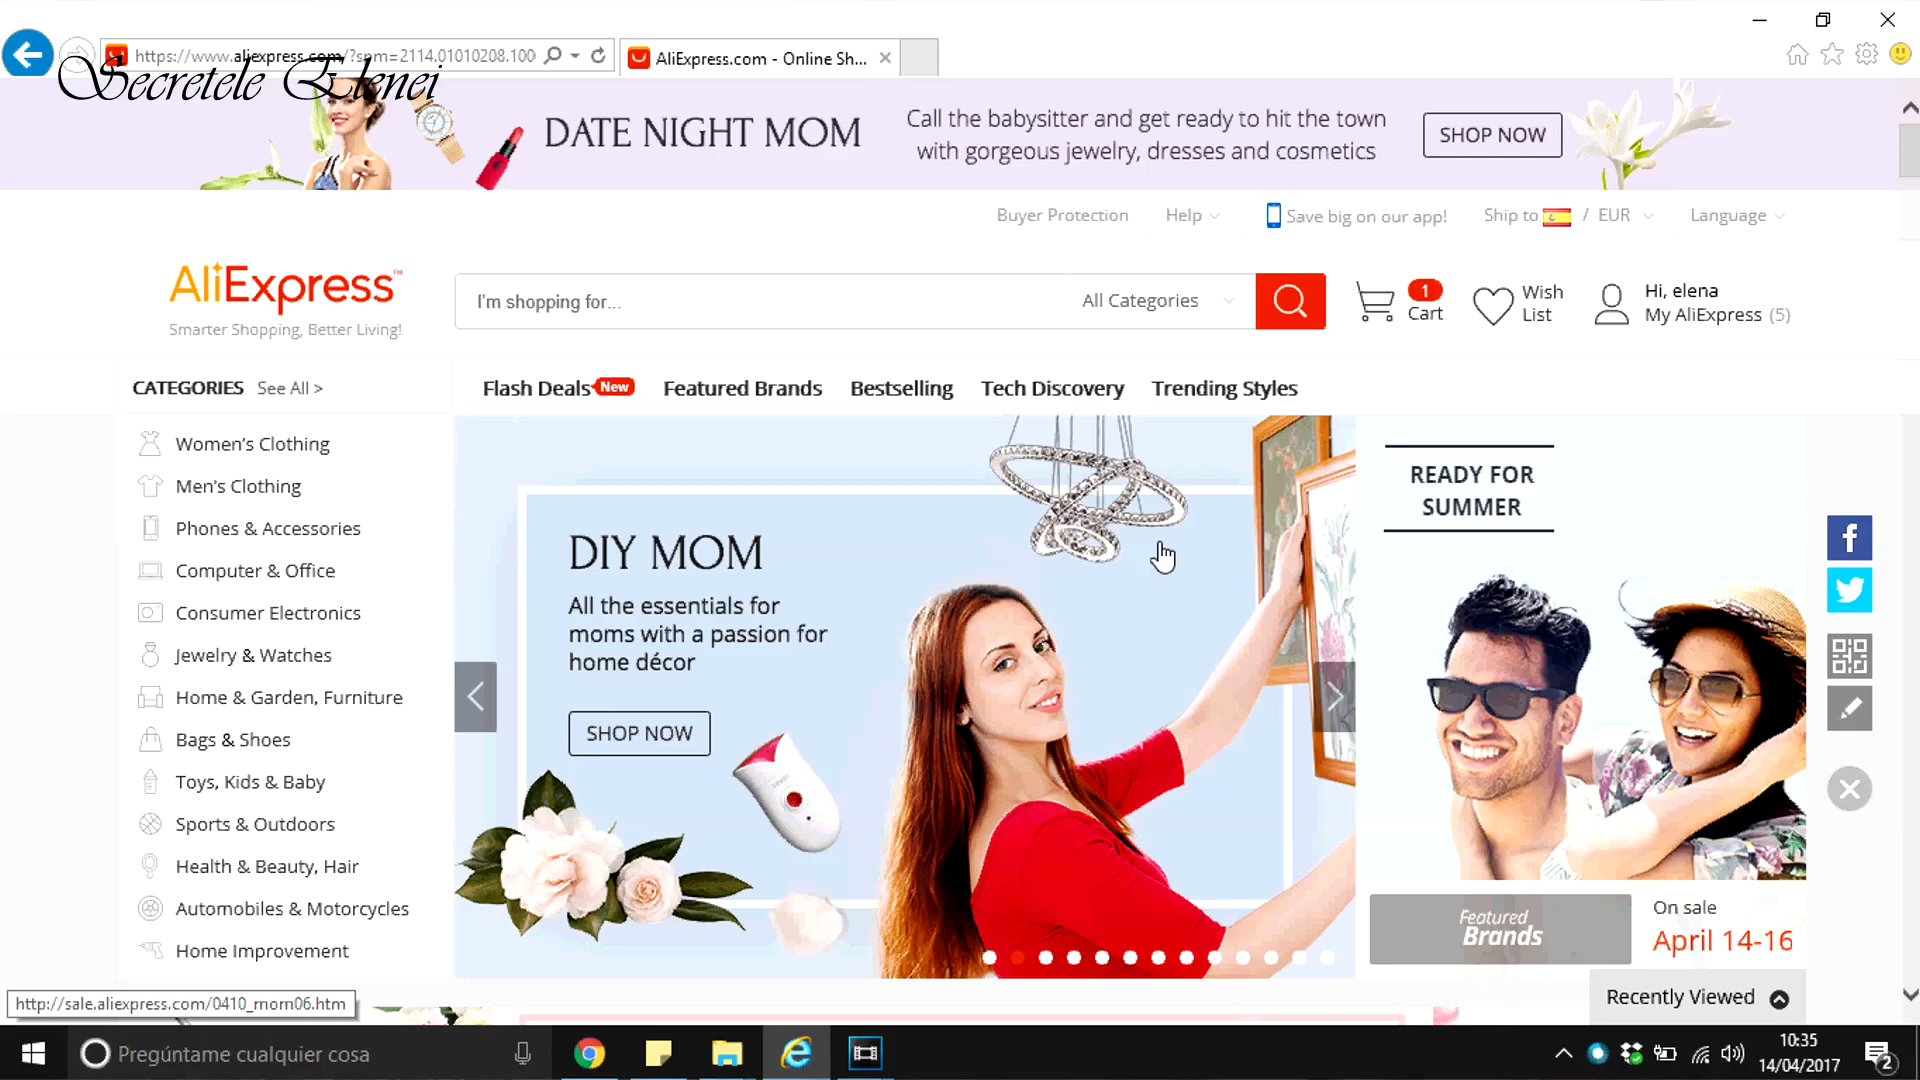 https://www.aliexpress.com/?spm=2114.01010208.100
AliExpress.com - Online Sh...
Secretele Elenei
DATE NIGHT MOM
Call the babysitter and get ready to hit the town
with gorgeous jewelry, dresses and cosmetics
SHOP NOW
Buyer Protection
Help
Save big on our app!
Ship to / EUR
Language
AliExpress™
Smarter Shopping, Better Living!
I'm shopping for...
All Categories
1
Cart
Wish
List
Hi, elena
My AliExpress (5)
CATEGORIES See All >
Flash Deals New
Featured Brands
Bestselling
Tech Discovery
Trending Styles
Women's Clothing
Men's Clothing
Phones & Accessories
Computer & Office
Consumer Electronics
Jewelry & Watches
Home & Garden, Furniture
Bags & Shoes
Toys, Kids & Baby
Sports & Outdoors
Health & Beauty, Hair
Automobiles & Motorcycles
Home Improvement
DIY MOM
All the essentials for
moms with a passion for
home décor
SHOP NOW
READY FOR
SUMMER
Featured
Brands
On sale
April 14-16
Recently Viewed
http://sale.aliexpress.com/0410_mom06.htm
Pregúntame cualquier cosa
10:35
14/04/2017
2